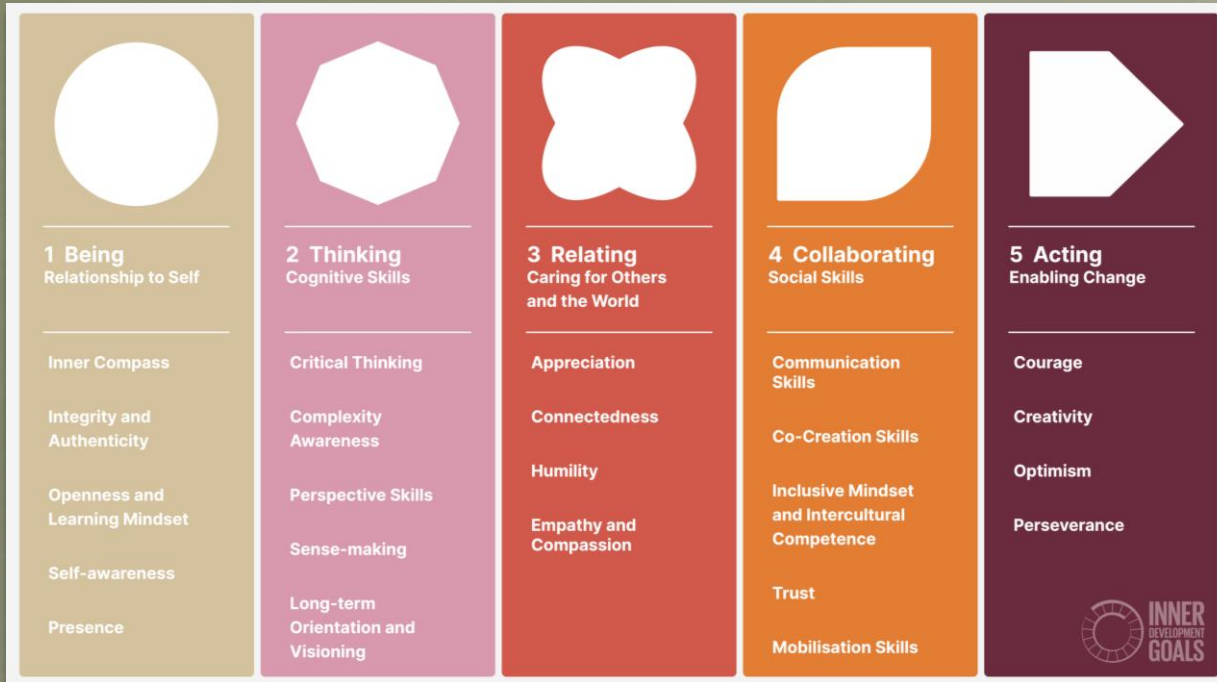 1 Being
Relationship to Self
Inner Compass
Integrity and
Authenticity
Openness and
Learning Mindset
Self-awareness
Presence
2 Thinking
Cognitive Skills
Critical Thinking
Complexity
Awareness
Perspective Skills
Sense-making
Long-term
Orientation and
Visioning
3 Relating
Caring for Others
and the World
Appreciation
Connectedness
Humility
Empathy and
Compassion
4 Collaborating
Social Skills
Communication
Skills
Co-Creation Skills
Inclusive Mindset
and Intercultural
Competence
Trust
Mobilisation Skills
5 Acting
Enabling Change
Courage
Creativity
Optimism
Perseverance
INNER
DEVELOPMENT
GOALS